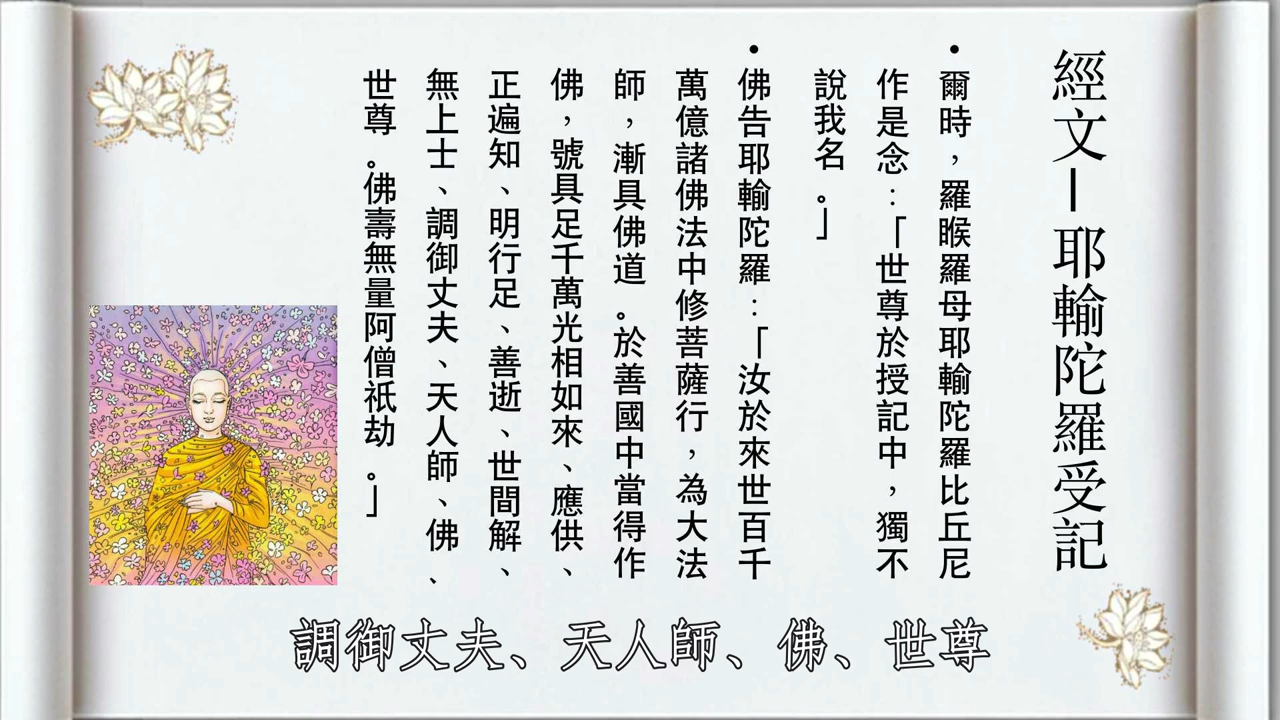 經文－耶輸陀羅受記
•爾時，羅睺羅母耶輸陀羅比丘尼
作是念：「世尊於授記中，獨不
說我名。」
•佛告耶輸陀羅：「汝於來世百千
萬億諸佛法中修菩薩行，為大法
師，漸具佛道。於善國中當得作
佛，號具足千萬光相如來、應供、
正遍知、明行足、善逝、世間解、
無上士、調御丈夫、天人師、佛、
世尊。佛壽無量阿僧祇劫。」
調御丈夫、天人師、佛、世尊